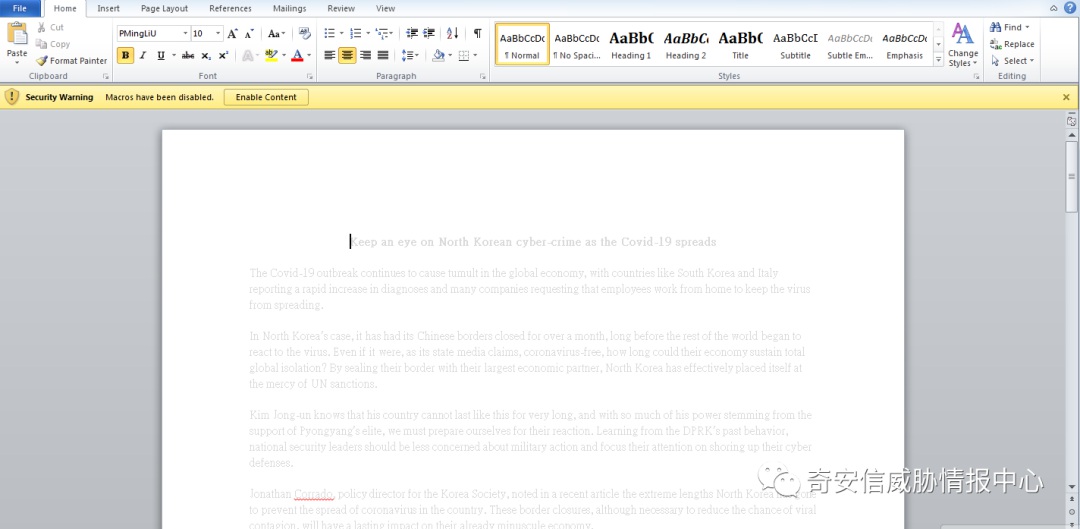 File Home Insert Page Layout References Mailings Review View
Cut
Copy
Format Painter
Paste
Clipboard
PMingLiU 10
Aa
B I U abc x₂ x²
Font
Paragraph
AaBbCcDc AaBbCcDc AaBb( AaBbCc AaBb( AaBbCcI AaBbCcDc AaBbCcDc
¶ Normal ¶ No Spaci... Heading 1 Heading 2 Title Subtitle Subtle Em... Emphasis
Change Styles
Styles
Find
Replace
Select
Editing
Security Warning Macros have been disabled. Enable Content
Keep an eye on North Korean cyber-crime as the Covid-19 spreads
The Covid-19 outbreak continues to cause tumult in the global economy, with countries like South Korea and Italy
reporting a rapid increase in diagnoses and many companies requesting that employees work from home to keep the virus
from spreading.
In North Korea's case, it has had its Chinese borders closed for over a month, long before the rest of the world began to
react to the virus. Even if it were, as its state media claims, coronavirus-free, how long could their economy sustain total
global isolation? By sealing their border with their largest economic partner, North Korea has effectively placed itself at
the mercy of UN sanctions.
Kim Jong-un knows that his country cannot last like this for very long, and with so much of his power stemming from the
support of Pyongyang's elite, we must prepare ourselves for their reaction. Learning from the DPRK's past behavior,
national security leaders should be less concerned about military action and focus their attention on shoring up their cyber
defenses.
Jonathan Corrado, policy director for the Korea Society, noted in a recent article the extreme lengths North Korea
to prevent the spread of coronavirus in the country. These border closures, although necessary to reduce the chance of viral
contagion, will have a lasting impact on their already minuscule economy.
奇安信威胁情报中心